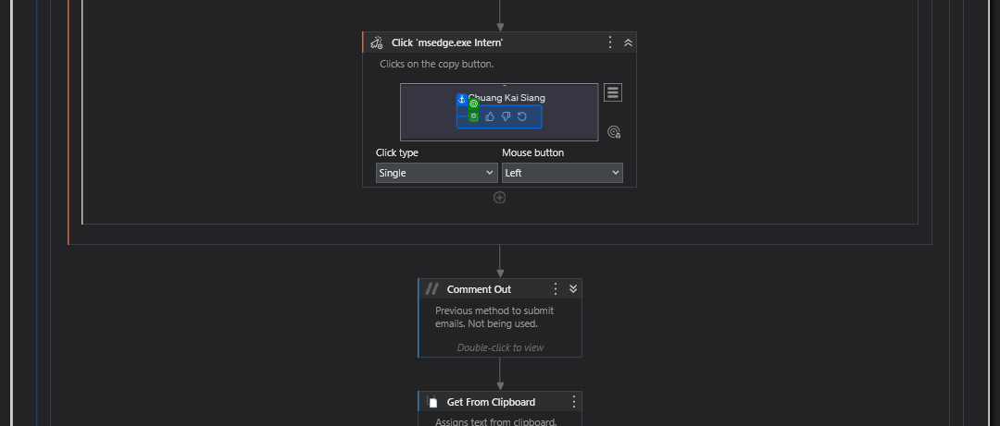 Click 'msedge.exe Intern'
Clicks on the copy button.
Chuang Kai Siang
Click type
Mouse button
Single
Left
// Comment Out
Previous method to submit
emails. Not being used.
Double-click to view
Get From Clipboard
Assigns text from clipboard.